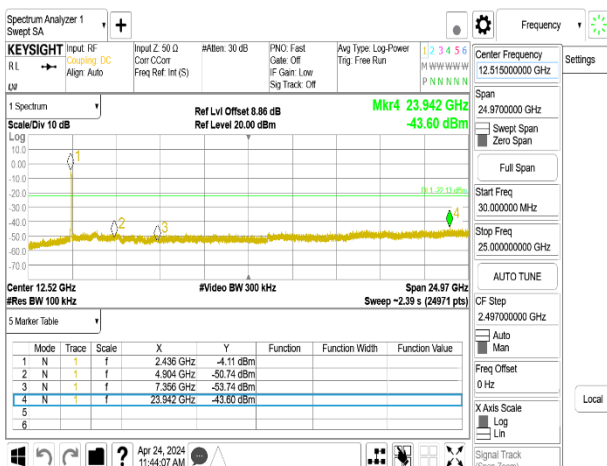 Spectrum Analyzer 1
Swept SA
Frequency
KEYSIGHT
Input: RF
Coupling: DC
Align: Auto
Input Z: 50 Ω
Corr CCorr
Freq Ref: Int (S)
#Atten: 30 dB
PNO: Fast
Gate: Off
IF Gain: Low
Sig Track: Off
Avg Type: Log-Power
Trig: Free Run
1 2 3 4 5 6
M W W W W W
P N N N N N
RL
LXI
Center Frequency
12.515000000 GHz
Settings
Span
24.9700000 GHz
Swept Span
Zero Span
Full Span
Start Freq
30.000000 MHz
Stop Freq
25.000000000 GHz
AUTO TUNE
CF Step
2.497000000 GHz
Auto
Man
Freq Offset
0 Hz
X Axis Scale
Log
Lin
Signal Track
(Span Zoom)
Local
1 Spectrum
Scale/Div 10 dB
Ref Lvl Offset 8.86 dB
Ref Level 20.00 dBm
Mkr4 23.942 GHz
-43.60 dBm
Log
10.0
0.00
-10.0
-20.0
-30.0
-40.0
-50.0
-60.0
-70.0
1
2
3
4
Center 12.52 GHz
#Res BW 100 kHz
#Video BW 300 kHz
Span 24.97 GHz
Sweep ~2.39 s (24971 pts)
5 Marker Table
Mode Trace Scale X Y Function Function Width Function Value
1 N 1 f 2.436 GHz -4.11 dBm
2 N 1 f 4.904 GHz -50.74 dBm
3 N 1 f 7.356 GHz -53.74 dBm
4 N 1 f 23.942 GHz -43.60 dBm
5
6
?
Apr 24, 2024
11:44:07 AM